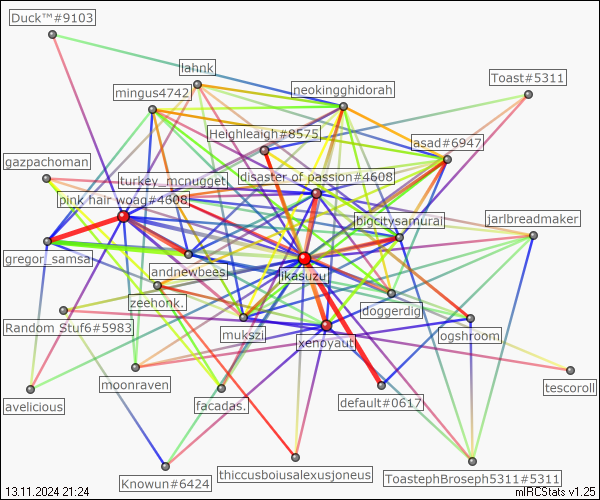 Duck™#9103
lahnk
Toast#5311
mingus4742
neokingghidorah
Heighleaigh#8575
asad#6947
gazpachoman
turkey_mcnugget
disaster of passion#4608
pink hair woag#4608
bigcitysamurai
jarlbreadmaker
gregor_samsa
andnewbees
ikasuzu
zeehonk.
doggerdig
Random Stuf6#5983
mukszi
xenoyaut
ogshroom
moonraven
tescoroll
avelicious
facadas.
default#0617
Knowun#6424
thiccusboiusalexusjoneus
ToastephBroseph5311#5311
13.11.2024 21:24
mIRCStats v1.25